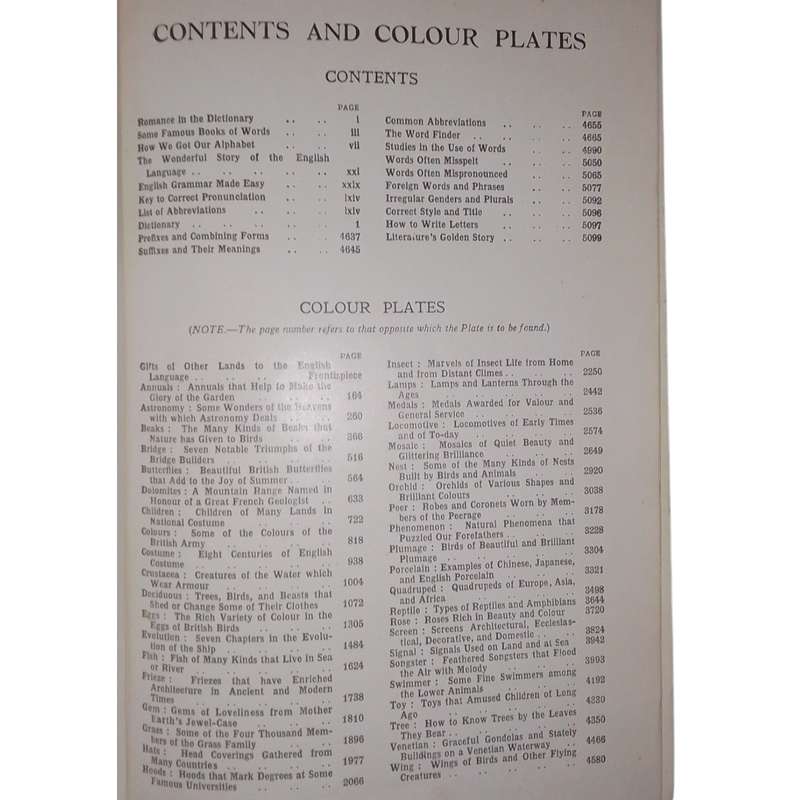 CONTENTS AND COLOUR PLATES
CONTENTS
PAGE
Romance in the Dictionary .. .. i
Some Famous Books of Words .. .. iii
How We Got Our Alphabet .. .. vii
The Wonderful Story of the English
Language .. .. .. .. .. xxi
English Grammar Made Easy .. .. xxix
Key to Correct Pronunciation .. .. lxiv
List of Abbreviations .. .. .. lxiv
Dictionary .. .. .. .. .. 1
Prefixes and Combining Forms .. .. 4637
Suffixes and Their Meanings .. .. 4645
PAGE
Common Abbreviations .. .. .. 4655
The Word Finder .. .. .. .. 4665
Studies in the Use of Words .. .. 4990
Words Often Misspelt .. .. .. 5050
Words Often Mispronounced .. .. 5065
Foreign Words and Phrases .. .. 5077
Irregular Genders and Plurals .. .. 5092
Correct Style and Title .. .. .. 5096
How to Write Letters .. .. .. 5097
Literature's Golden Story .. .. .. 5099
COLOUR PLATES
(NOTE.—The page number refers to that opposite which the Plate is to be found.)
PAGE
Gifts of Other Lands to the English
Language .. .. .. .. Frontispiece
Annuals : Annuals that Help to Make the
Glory of the Garden .. .. .. 164
Astronomy : Some Wonders of the Heavens
with which Astronomy Deals .. .. 260
Beaks : The Many Kinds of Beaks that
Nature has Given to Birds .. .. 366
Bridge : Seven Notable Triumphs of the
Bridge Builders .. .. .. .. 516
Butterflies : Beautiful British Butterflies
that Add to the Joy of Summer .. .. 564
Dolomites : A Mountain Range Named in
Honour of a Great French Geologist .. 633
Children : Children of Many Lands in
National Costume .. .. .. 722
Colours : Some of the Colours of the
British Army .. .. .. .. 818
Costume : Eight Centuries of English
Costume .. .. .. .. .. 938
Crustacea : Creatures of the Water which
Wear Armour .. .. .. .. 1004
Deciduous : Trees, Birds, and Beasts that
Shed or Change Some of Their Clothes 1072
Eggs : The Rich Variety of Colour in the
Eggs of British Birds .. .. .. 1305
Evolution : Seven Chapters in the Evolu-
tion of the Ship .. .. .. .. 1484
Fish : Fish of Many Kinds that Live in Sea
or River .. .. .. .. .. 1624
Frieze : Friezes that have Enriched
Architecture in Ancient and Modern
Times .. .. .. .. .. 1738
Gem : Gems of Loveliness from Mother
Earth's Jewel-Case .. .. .. 1810
Grass : Some of the Four Thousand Mem-
bers of the Grass Family .. .. 1896
Hats : Head Coverings Gathered from
Many Countries .. .. .. .. 1977
Hoods : Hoods that Mark Degrees at Some
Famous Universities .. .. .. 2066
PAGE
Insect : Marvels of Insect Life from Home
and from Distant Climes .. .. .. 2250
Lamps : Lamps and Lanterns Through the
Ages .. .. .. .. .. 2442
Medals : Medals Awarded for Valour and
General Service .. .. .. .. 2536
Locomotive : Locomotives of Early Times
and of To-day .. .. .. .. 2574
Mosaic : Mosaics of Quiet Beauty and
Glittering Brilliance .. .. .. 2649
Nest : Some of the Many Kinds of Nests
Built by Birds and Animals .. .. 2920
Orchid : Orchids of Various Shapes and
Brilliant Colours .. .. .. 3038
Peer : Robes and Coronets Worn by Mem-
bers of the Peerage .. .. .. 3178
Phenomenon : Natural Phenomena that
Puzzled Our Forefathers .. .. .. 3228
Plumage : Birds of Beautiful and Brilliant
Plumage .. .. .. .. .. 3304
Porcelain : Examples of Chinese, Japanese,
and English Porcelain .. .. .. 3321
Quadruped : Quadrupeds of Europe, Asia,
and Africa .. .. .. .. 3498
Reptile : Types of Reptiles and Amphibians 3644
Rose : Roses Rich in Beauty and Colour 3720
Screen : Screens Architectural, Ecclesias-
tical, Decorative, and Domestic .. .. 3824
Signal : Signals Used on Land and at Sea 3942
Songster : Feathered Songsters that Flood
the Air with Melody .. .. .. 3993
Swimmer : Some Fine Swimmers among
the Lower Animals .. .. .. 4192
Toy : Toys that Amused Children of Long
Ago .. .. .. .. .. 4230
Tree : How to Know Trees by the Leaves
They Bear .. .. .. .. .. 4350
Venetian : Graceful Gondolas and Stately
Buildings on a Venetian Waterway .. 4466
Wing : Wings of Birds and Other Flying
Creatures .. .. .. .. .. 4580